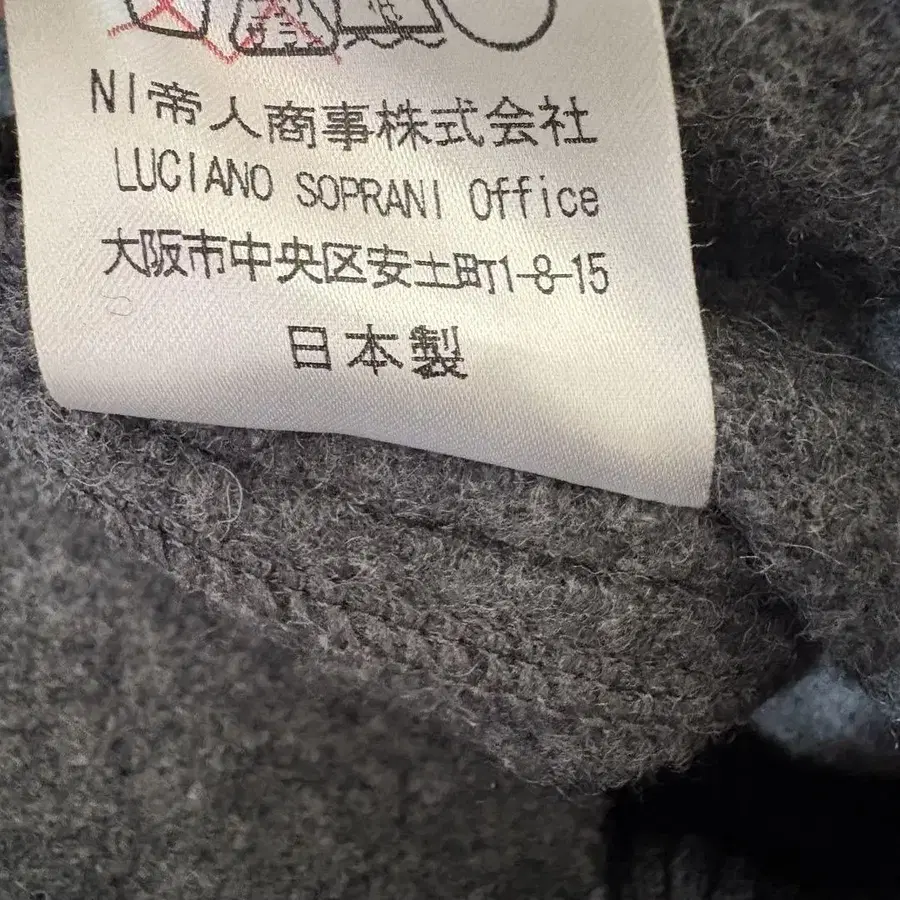 NI帝人商事株式会社
LUCIANO SOPRANI Office
大阪市中央区安土町1-8-15
日本製